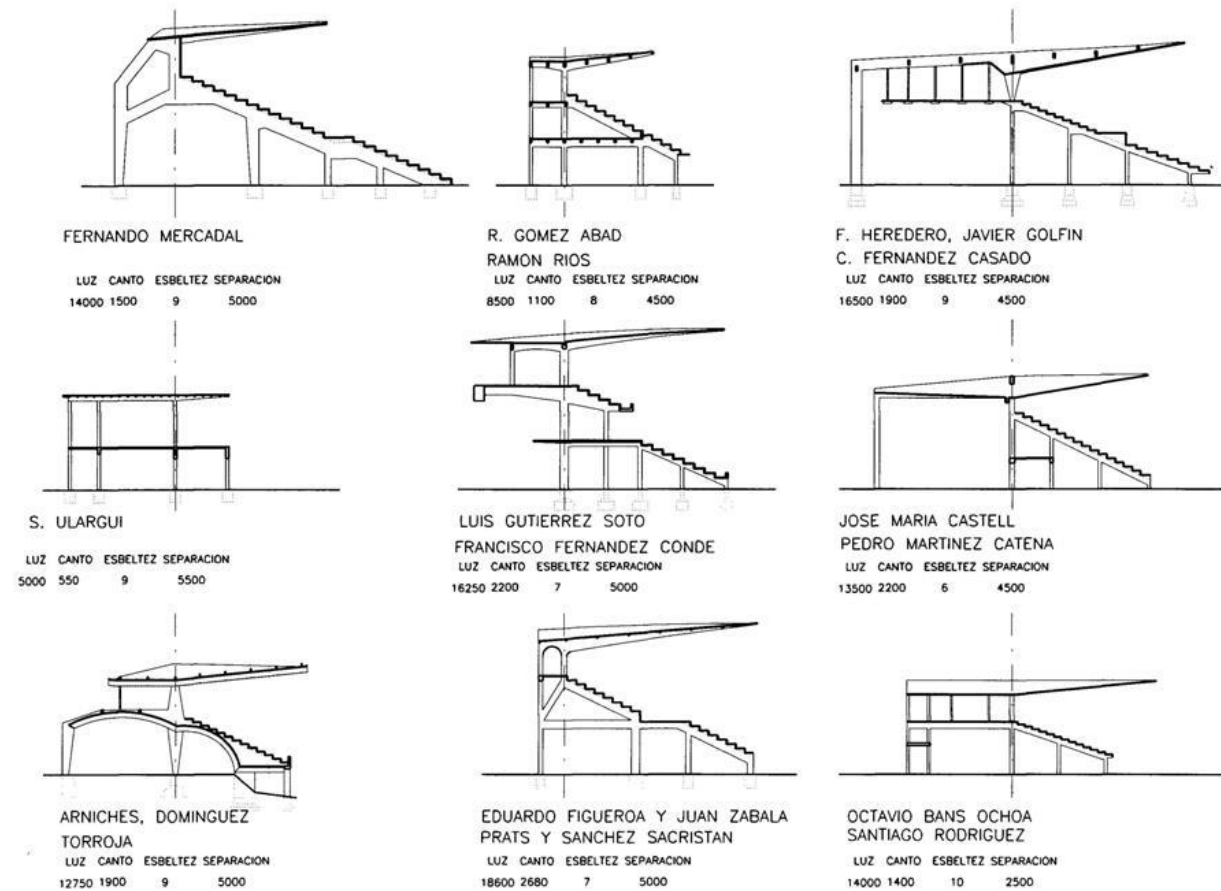 FERNANDO MERCADAL
LUZ CANTO ESBELTEZ SEPARACION
14000 1500 9 5000
R. GOMEZ ABAD
RAMON RIOS
LUZ CANTO ESBELTEZ SEPARACION
8500 1100 8 4500
F. HEREDERO, JAVIER GOLFIN
C. FERNANDEZ CASADO
LUZ CANTO ESBELTEZ SEPARACION
16500 1900 9 4500
S. ULARGUI
LUZ CANTO ESBELTEZ SEPARACION
5000 550 9 5500
LUIS GUTIERREZ SOTO
FRANCISCO FERNANDEZ CONDE
LUZ CANTO ESBELTEZ SEPARACION
16250 2200 7 5000
JOSE MARIA CASTELL
PEDRO MARTINEZ CATENA
LUZ CANTO ESBELTEZ SEPARACION
13500 2200 6 4500
ARNICHES, DOMINGUEZ
TORROJA
LUZ CANTO ESBELTEZ SEPARACION
12750 1900 9 5000
EDUARDO FIGUEROA Y JUAN ZABALA
PRATS Y SANCHEZ SACRISTAN
LUZ CANTO ESBELTEZ SEPARACION
18600 2680 7 5000
OCTAVIO BANS OCHOA
SANTIAGO RODRIGUEZ
LUZ CANTO ESBELTEZ SEPARACION
14000 1400 10 2500